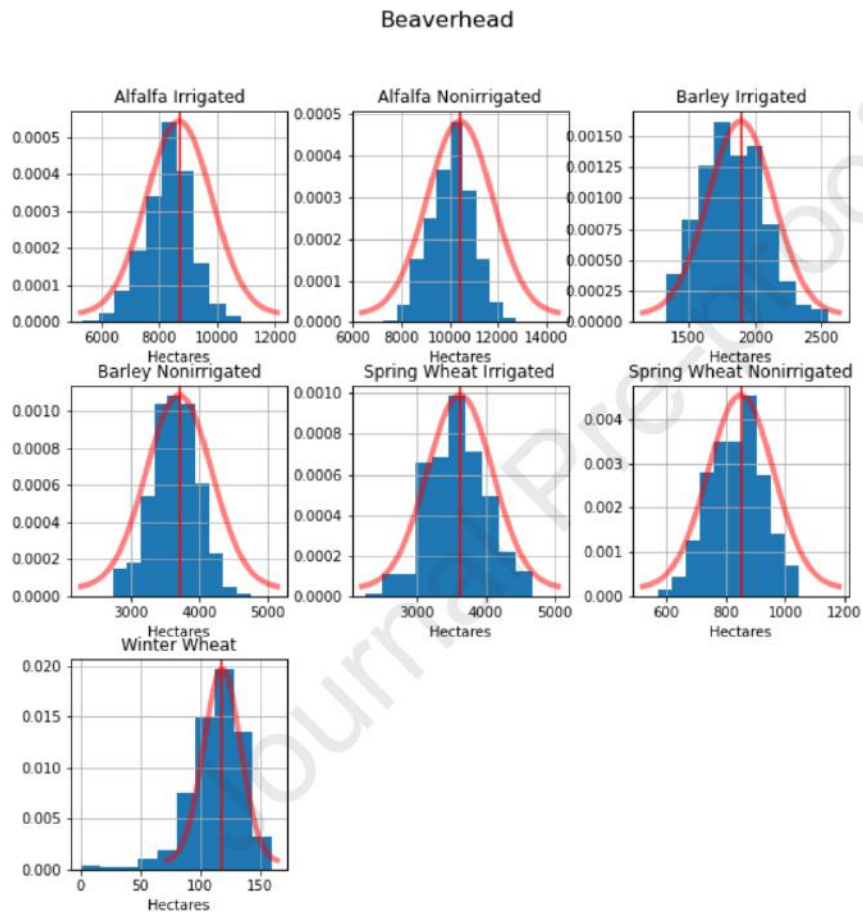 Beaverhead
Alfalfa Irrigated
0.0005
0.0004
0.0003
0.0002
0.0001
0.0000
6000 8000 10000 12000
Hectares
Alfalfa Nonirrigated
0.0005
0.0004
0.0003
0.0002
0.0001
0.0000
6000 8000 10000 12000 14000
Hectares
Barley Irrigated
0.00150
0.00125
0.00100
0.00075
0.00050
0.00025
0.00000
1500 2000 2500
Hectares
Barley Nonirrigated
0.0010
0.0008
0.0006
0.0004
0.0002
0.0000
3000 4000 5000
Hectares
Spring Wheat Irrigated
0.0010
0.0008
0.0006
0.0004
0.0002
0.0000
3000 4000 5000
Hectares
Spring Wheat Nonirrigated
0.004
0.003
0.002
0.001
0.000
600 800 1000 1200
Hectares
Winter Wheat
0.020
0.015
0.010
0.005
0.000
0 50 100 150
Hectares
Journal Pre-proof